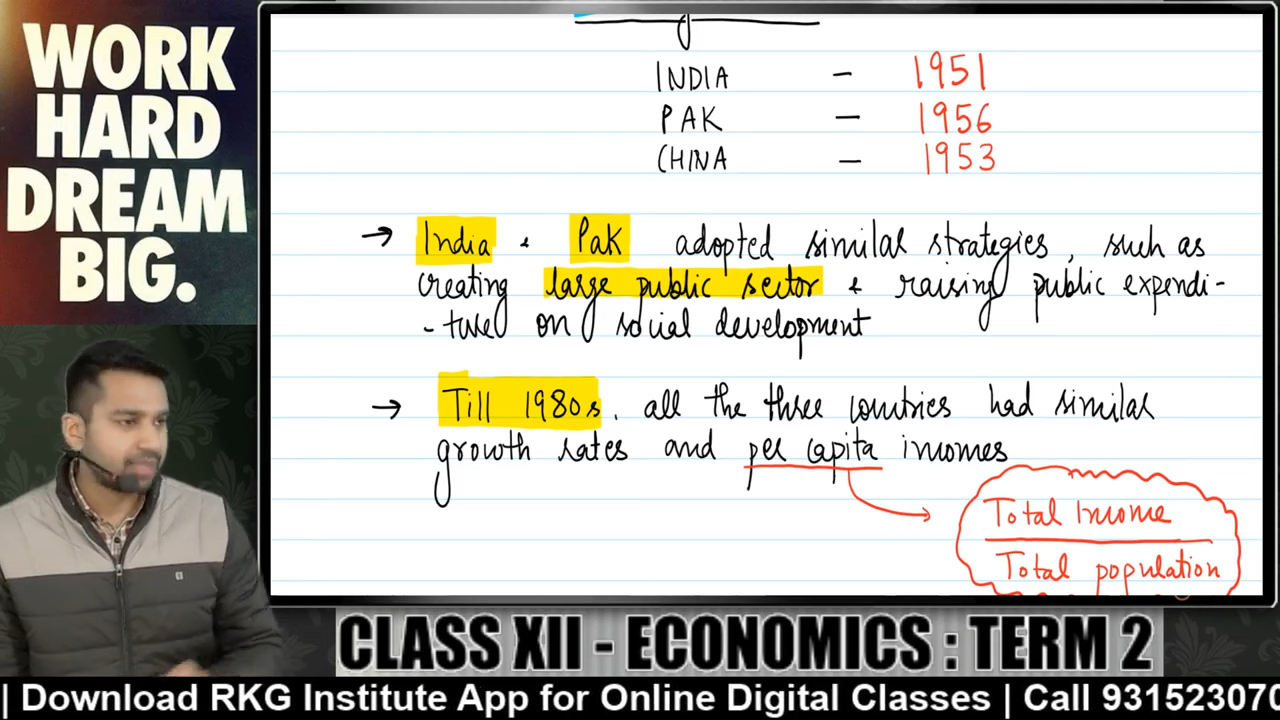 WORK
HARD
DREAM
BIG.
INDIA - 1951
PAK - 1956
CHINA - 1953
→ India & Pak adopted similar strategies, such as
creating large public sector & raising public expendi-
-ture on social development
→ Till 1980s, all the three countries had similar
growth rates and per capita incomes
Total Income
Total population
CLASS XII - ECONOMICS : TERM 2
| Download RKG Institute App for Online Digital Classes | Call 931523070